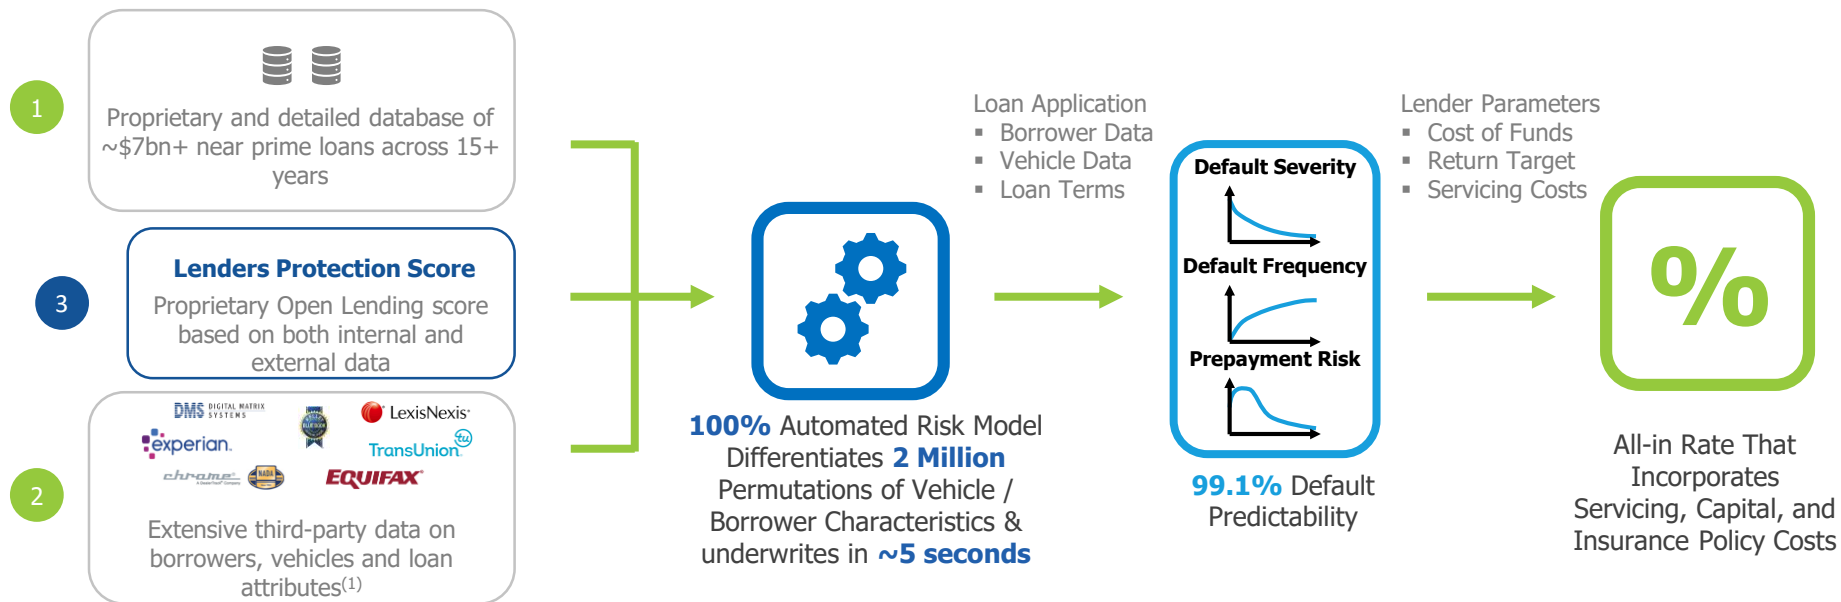 1
Proprietary and detailed database of
~$7bn+ near prime loans across 15+
years
3
Lenders Protection Score
Proprietary Open Lending score
based on both internal and
external data
2
DMS DIGITAL MATRIX
SYSTEMS
BLUE BOOK
LexisNexis®
experian.
TransUnion
tu
chrome®
NADA
EQUIFAX®
Extensive third-party data on
borrowers, vehicles and loan
attributes(1)
100% Automated Risk Model
Differentiates 2 Million
Permutations of Vehicle /
Borrower Characteristics &
underwrites in ~5 seconds
Loan Application
▪ Borrower Data
▪ Vehicle Data
▪ Loan Terms
Default Severity
Default Frequency
Prepayment Risk
99.1% Default
Predictability
Lender Parameters
▪ Cost of Funds
▪ Return Target
▪ Servicing Costs
%
All-in Rate That
Incorporates
Servicing, Capital, and
Insurance Policy Costs